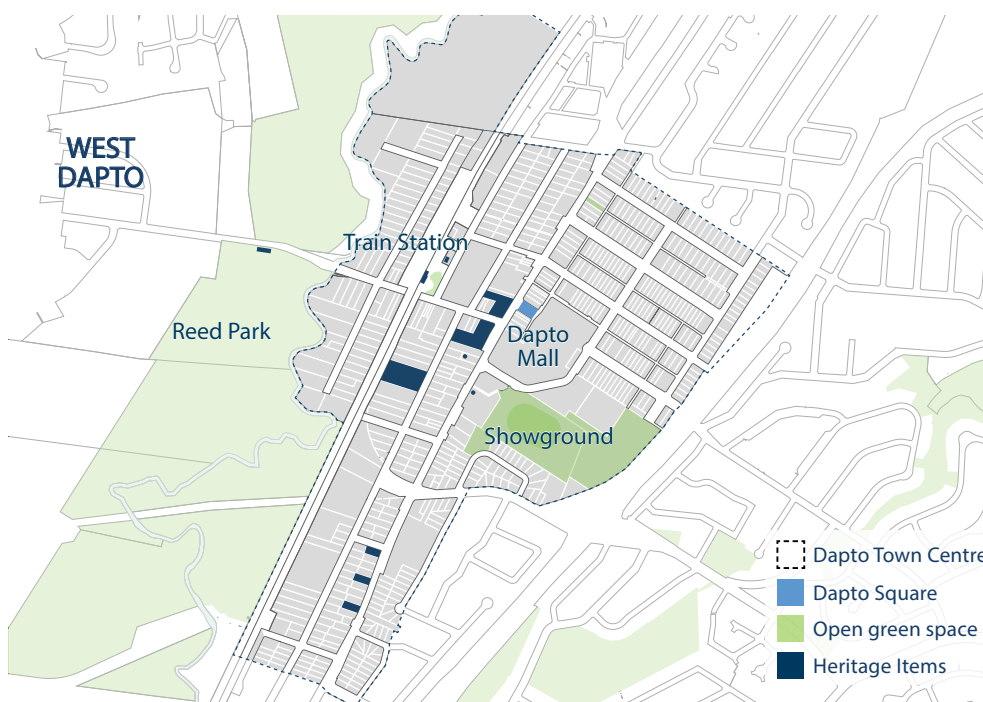 WEST
DAPTO
Train Station
Reed Park
Dapto
Mall
Showground
Dapto Town Centre
Dapto Square
Open green space
Heritage Items